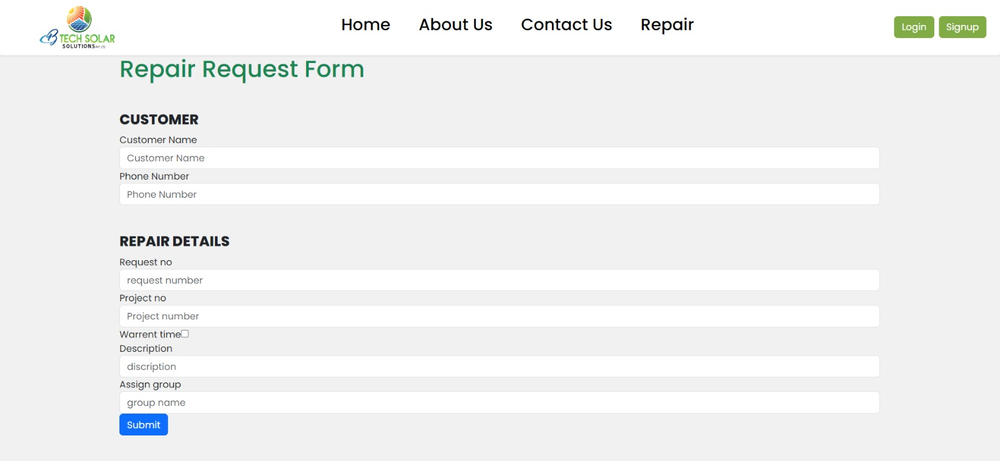 Home About Us Contact Us Repair Login Signup
B TECH SOLAR
SOLUTIONS PVT LTD
Repair Request Form
CUSTOMER
Customer Name
Customer Name
Phone Number
Phone Number
REPAIR DETAILS
Request no
request number
Project no
Project number
Warrent time
Description
discription
Assign group
group name
Submit